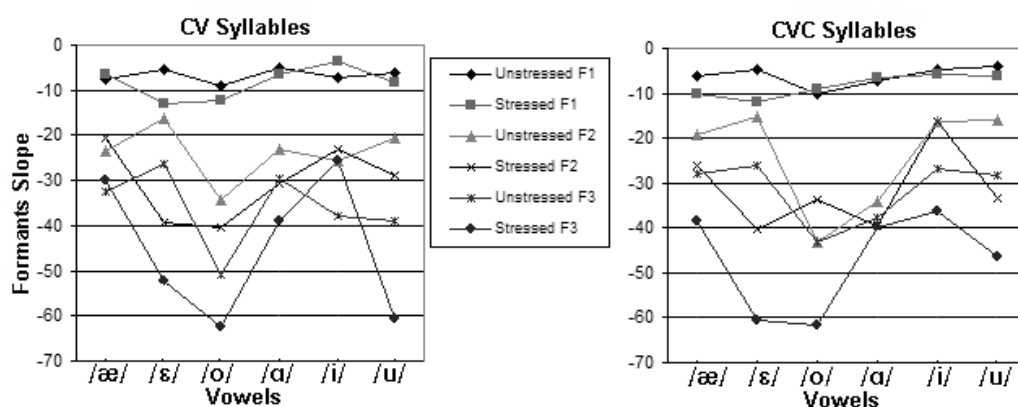 CV Syllables
0
-10
-20
-30
-40
-50
-60
-70
Formants Slope
/æ/ /ε/ /o/ /ɑ/ /i/ /u/
Vowels
Unstressed F1
Stressed F1
Unstressed F2
Stressed F2
Unstressed F3
Stressed F3
CVC Syllables
0
-10
-20
-30
-40
-50
-60
-70
/æ/ /ε/ /o/ /ɑ/ /i/ /u/
Vowels